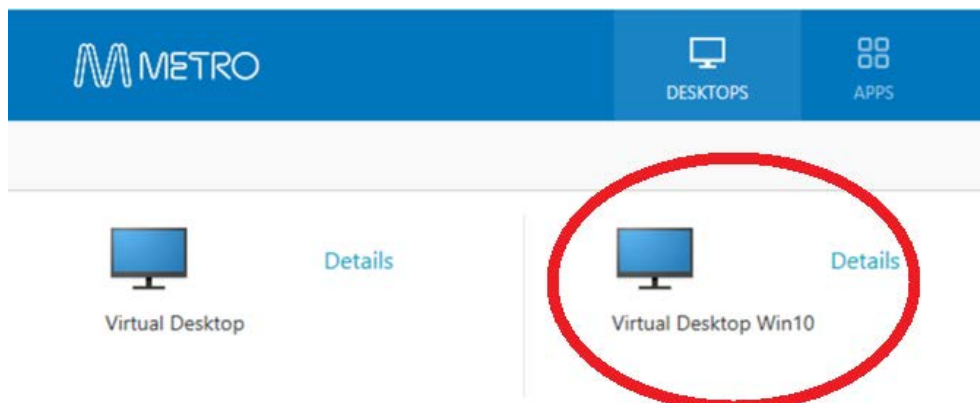 METRO
DESKTOPS
APPS
Details
Details
Virtual Desktop
Virtual Desktop Win10